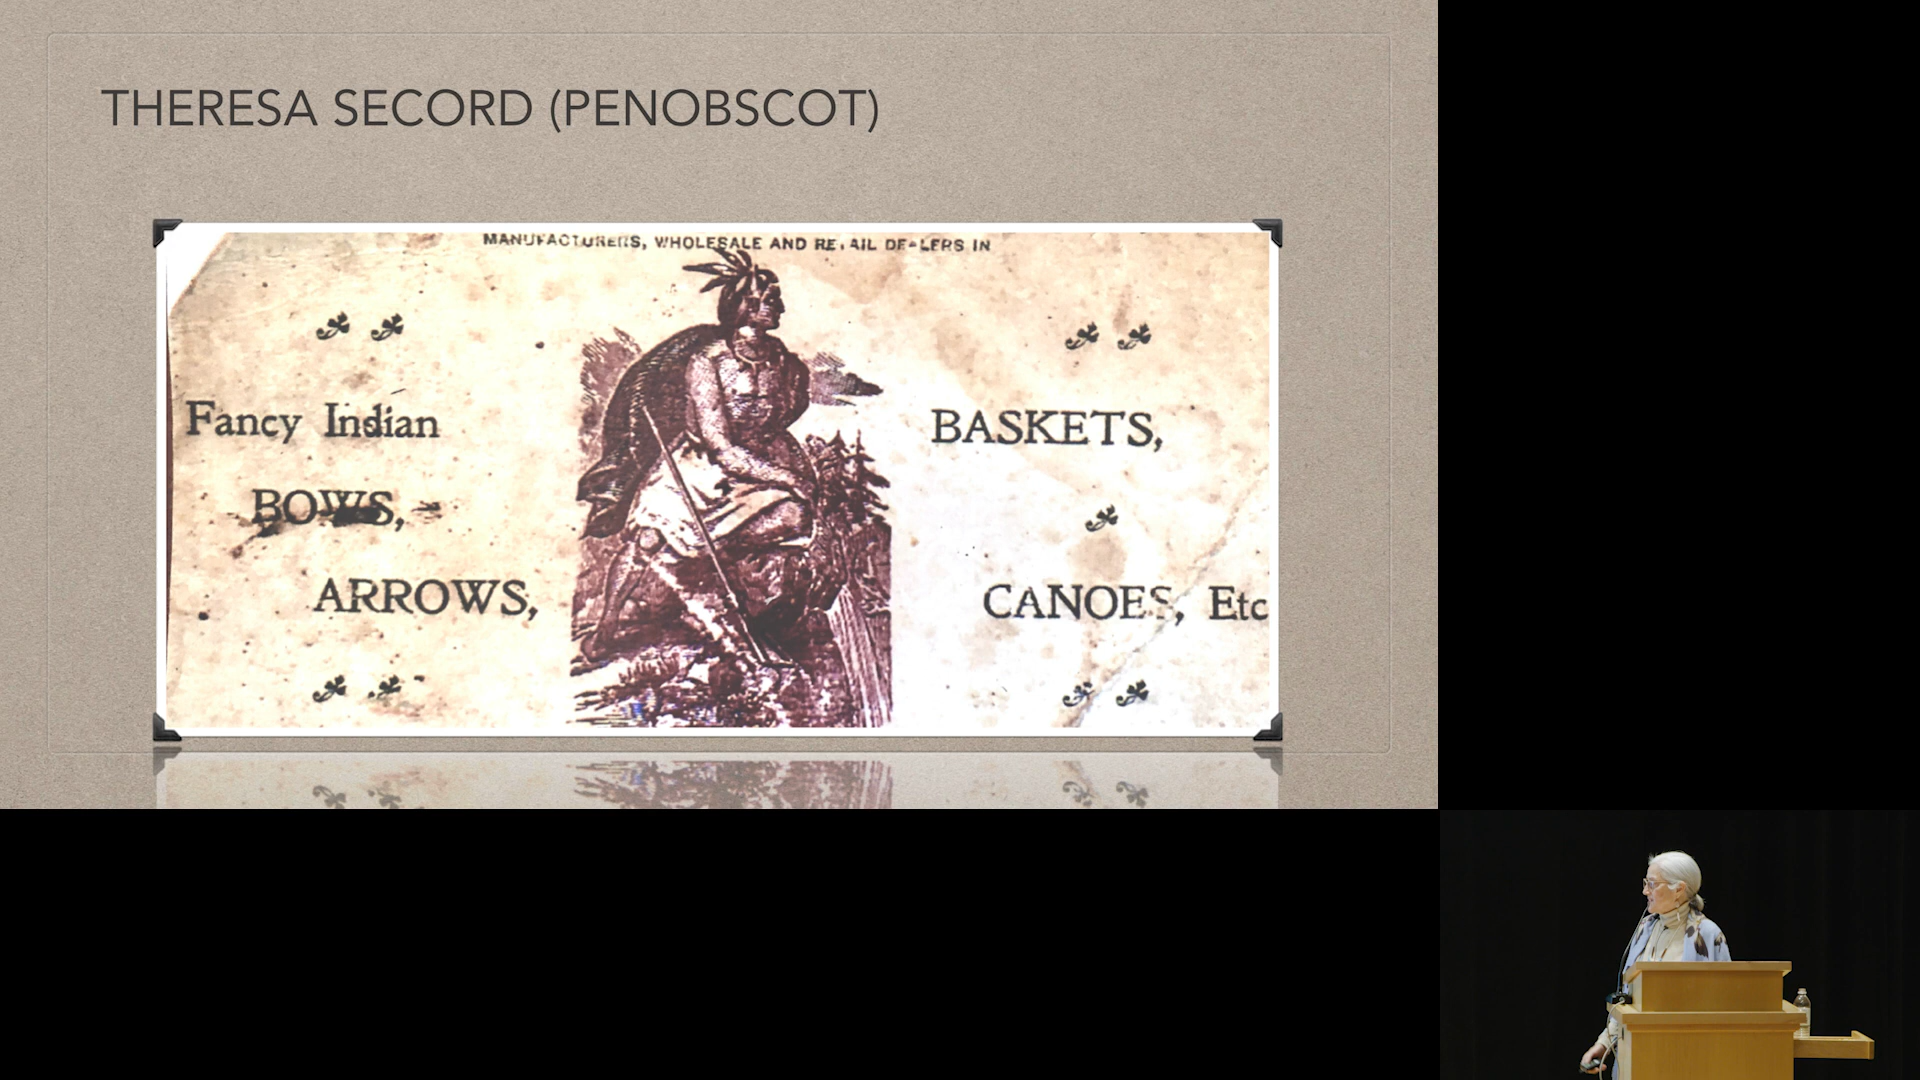 THERESA SECORD (PENOBSCOT)
MANUFACTURERS, WHOLESALE AND RETAIL DEALERS IN
Fancy Indian
BOWS,
ARROWS,
BASKETS,
CANOES, Etc